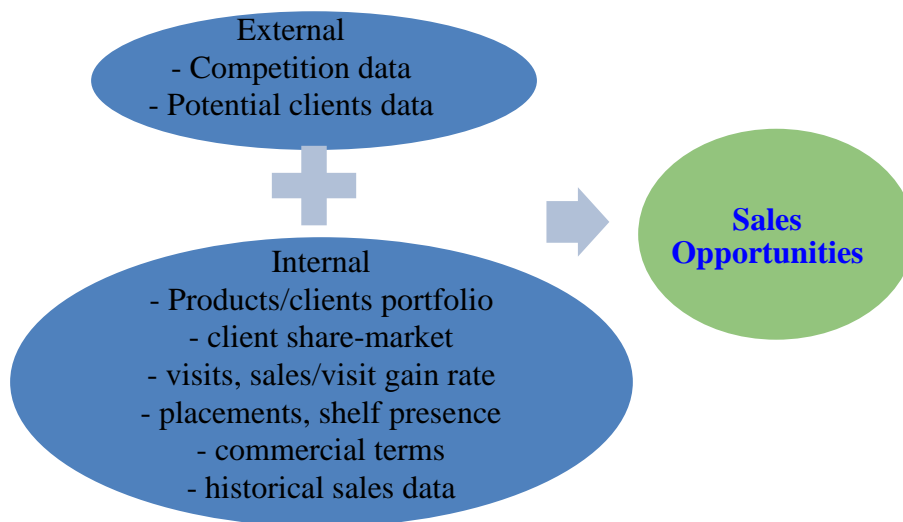 External
- Competition data
- Potential clients data
Sales
Opportunities
Internal
- Products/clients portfolio
- client share-market
- visits, sales/visit gain rate
- placements, shelf presence
- commercial terms
- historical sales data